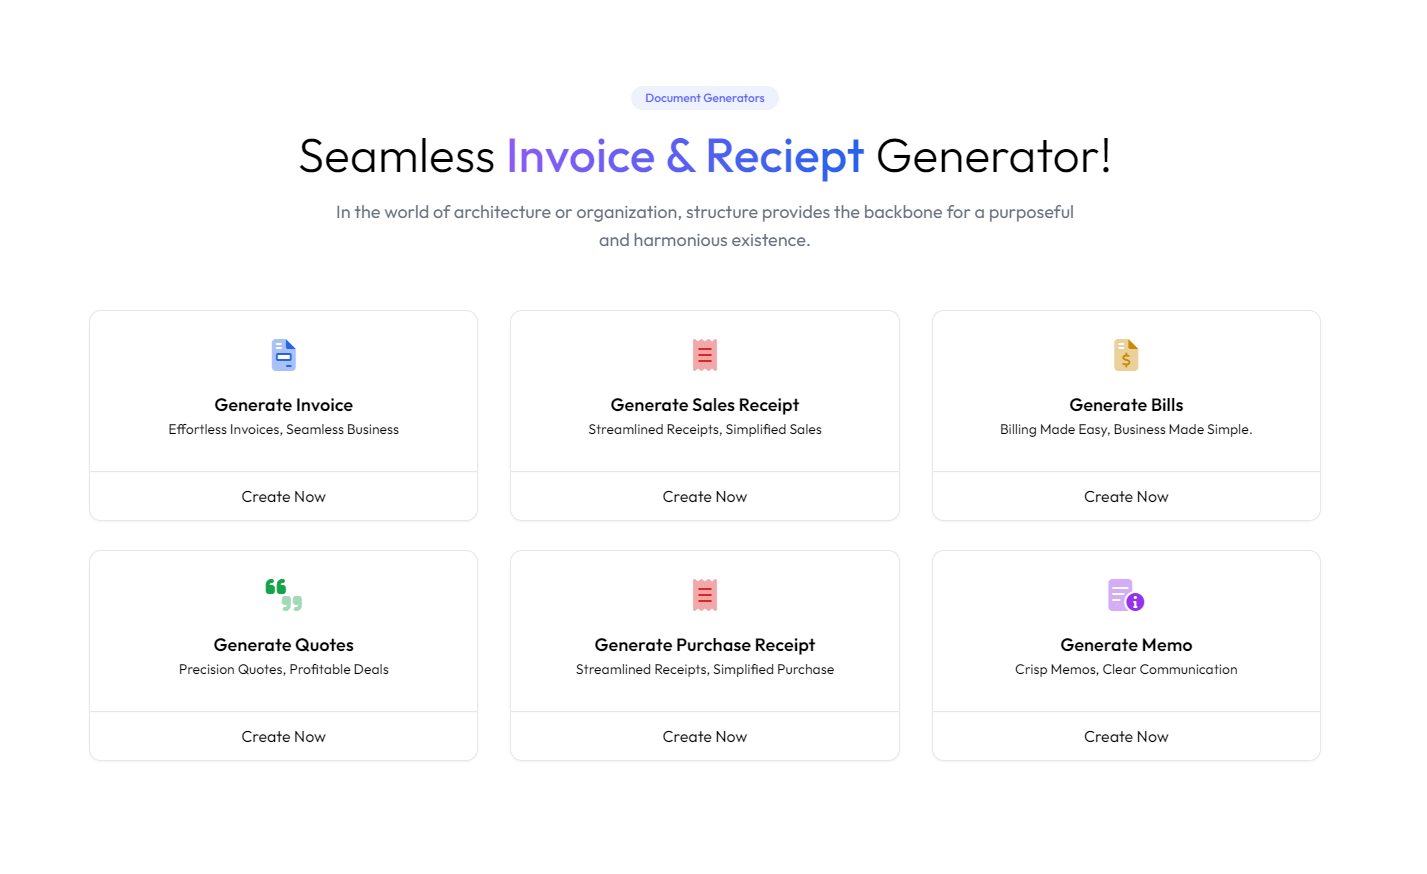 Document Generators
Seamless Invoice & Reciept Generator!
In the world of architecture or organization, structure provides the backbone for a purposeful
and harmonious existence.
Generate Invoice
Effortless Invoices, Seamless Business
Create Now
Generate Sales Receipt
Streamlined Receipts, Simplified Sales
Create Now
Generate Bills
Billing Made Easy, Business Made Simple.
Create Now
Generate Quotes
Precision Quotes, Profitable Deals
Create Now
Generate Purchase Receipt
Streamlined Receipts, Simplified Purchase
Create Now
Generate Memo
Crisp Memos, Clear Communication
Create Now